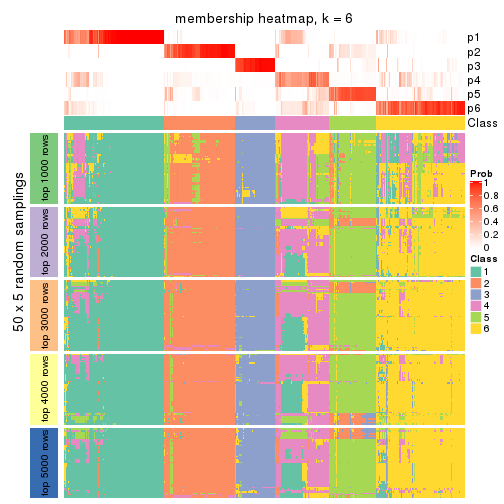 membership heatmap, k = 6
p1
p2
p3
p4
p5
p6
Class
50 x 5 random samplings
top 1000 rows
top 2000 rows
top 3000 rows
top 4000 rows
top 5000 rows
Prob
1
0.8
0.6
0.4
0.2
0
Class
1
2
3
4
5
6